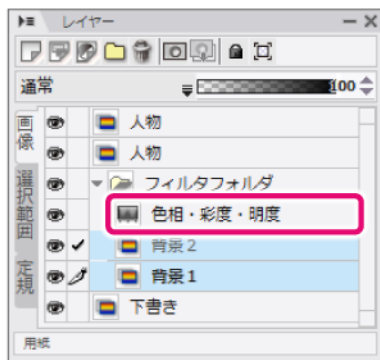 レイヤー
通常
100
画像
人物
人物
選択範囲
フィルタフォルダ
色相・彩度・明度
背景2
定規
背景1
下書き
用紙